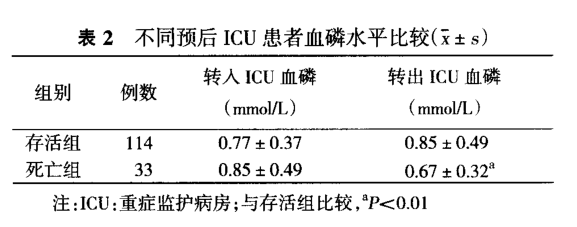 表 2 不同预后 ICU 患者血磷水平比较(x̄ ± s)
组别 例数 转入 ICU 血磷 (mmol/L) 转出 ICU 血磷 (mmol/L)
存活组 114 0.77 ± 0.37 0.85 ± 0.49
死亡组 33 0.85 ± 0.49 0.67 ± 0.32ᵃ
注:ICU:重症监护病房;与存活组比较,ᵃP<0.01